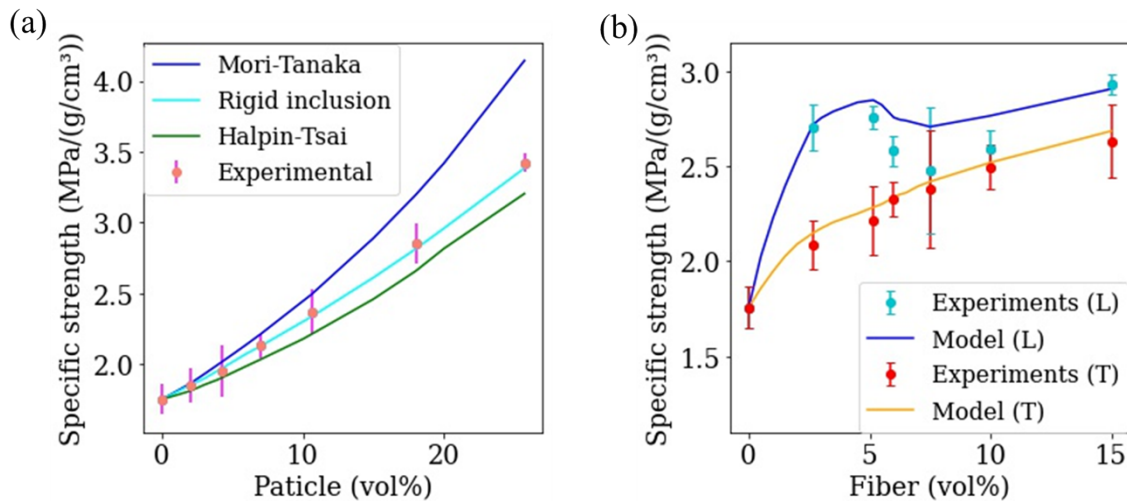 (a)
Specific strength (MPa/(g/cm³))
4.0
3.5
3.0
2.5
2.0
Mori-Tanaka
Rigid inclusion
Halpin-Tsai
Experimental
0 10 20
Paticle (vol%)
(b)
Specific strength (MPa/(g/cm³))
3.0
2.5
2.0
1.5
Experiments (L)
Model (L)
Experiments (T)
Model (T)
0 5 10 15
Fiber (vol%)